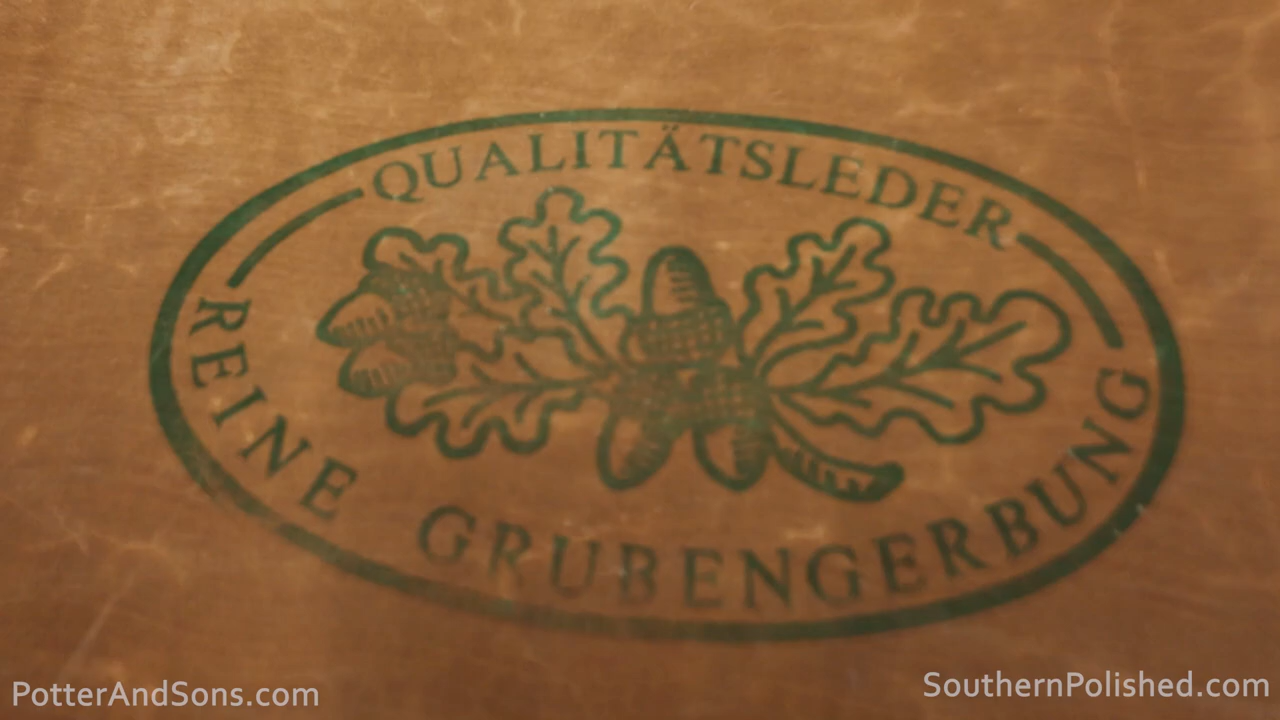 QUALITÄTSLEDER
REINE GRUBENGERBUNG
PotterAndSons.com
SouthernPolished.com